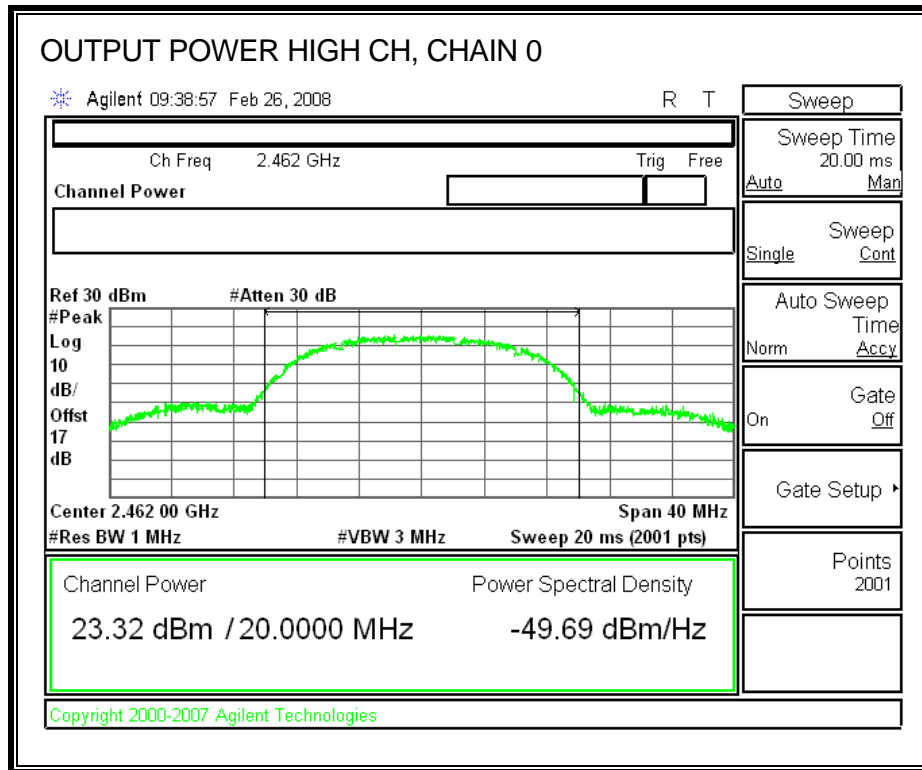 OUTPUT POWER HIGH CH, CHAIN 0
Agilent 09:38:57 Feb 26, 2008 R T
Ch Freq 2.462 GHz Trig Free
Channel Power
Ref 30 dBm #Atten 30 dB
#Peak
Log
10
dB/
Offst
17
dB
Center 2.462 00 GHz Span 40 MHz
#Res BW 1 MHz #VBW 3 MHz Sweep 20 ms (2001 pts)
Channel Power Power Spectral Density
23.32 dBm / 20.0000 MHz -49.69 dBm/Hz
Copyright 2000-2007 Agilent Technologies
Sweep
Sweep Time
20.00 ms
Auto Man
Sweep
Single Cont
Auto Sweep
Time
Norm Accy
Gate
On Off
Gate Setup
Points
2001